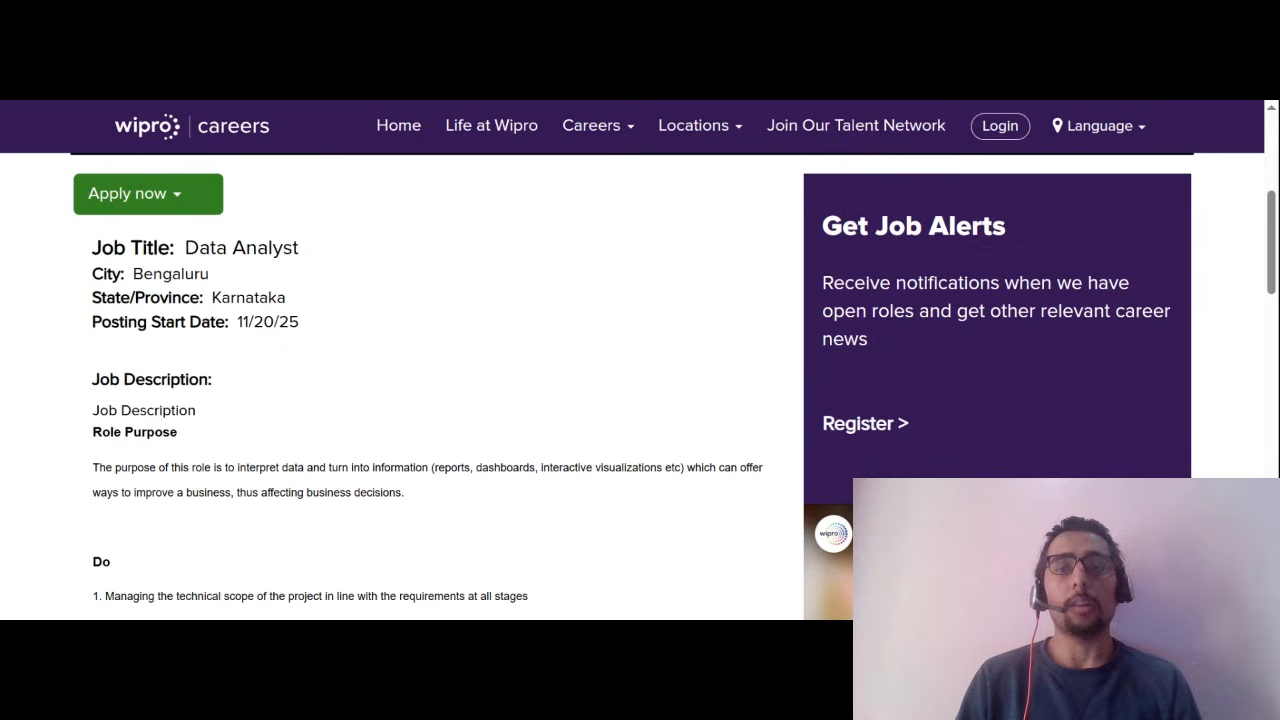 wipro | careers
Home Life at Wipro Careers Locations Join Our Talent Network Login Language
Apply now
Job Title: Data Analyst
City: Bengaluru
State/Province: Karnataka
Posting Start Date: 11/20/25
Job Description:
Job Description
Role Purpose
The purpose of this role is to interpret data and turn into information (reports, dashboards, interactive visualizations etc) which can offer
ways to improve a business, thus affecting business decisions.
Do
1. Managing the technical scope of the project in line with the requirements at all stages
Get Job Alerts
Receive notifications when we have
open roles and get other relevant career
news
Register >
wipro